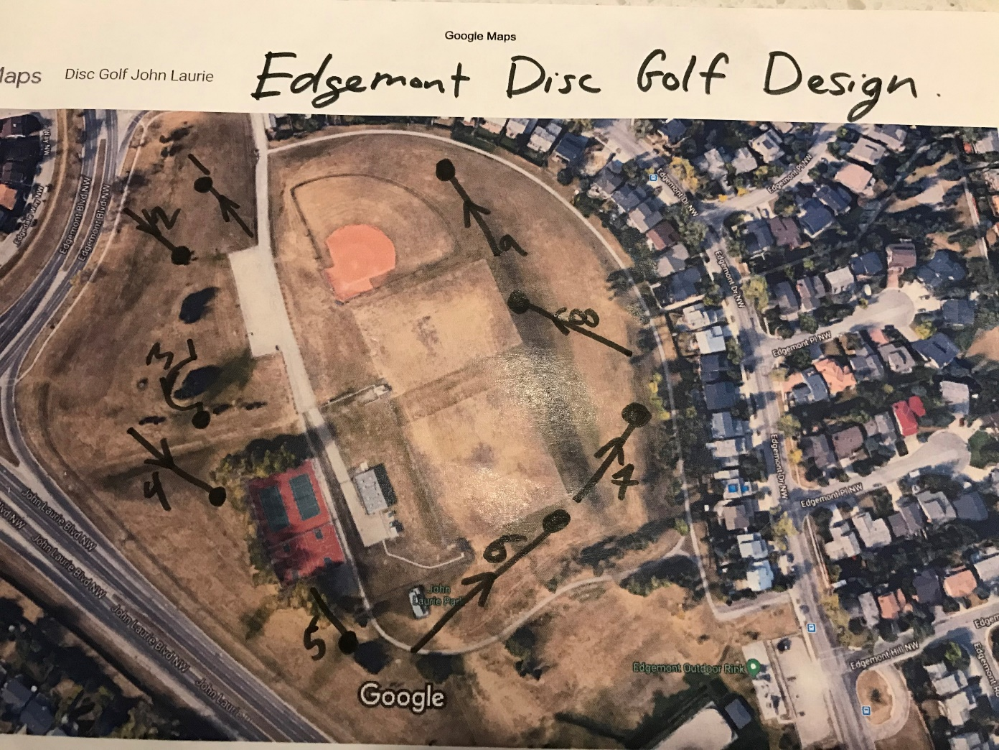 Google Maps
Maps
Disc Golf John Laurie
Edgemont Disc Golf Design.
Edgemont Blvd NW
Edgemont Blvd NW
Edgemont Dr NW
Edgemont Pl NW
1
2
9
8
Edgemont Dr NW
Edgemont Pl NW
3
4
7
Edgemont Dr NW
Edgemont Pl NW
John Laurie Blvd NW
John Laurie Blvd NW
Blvd NW
6
John
Laurie Park
5
John Laurie Blvd NW
John Laurie
Edgemont Outdoor Rink
Edgemont Hill NW
Google